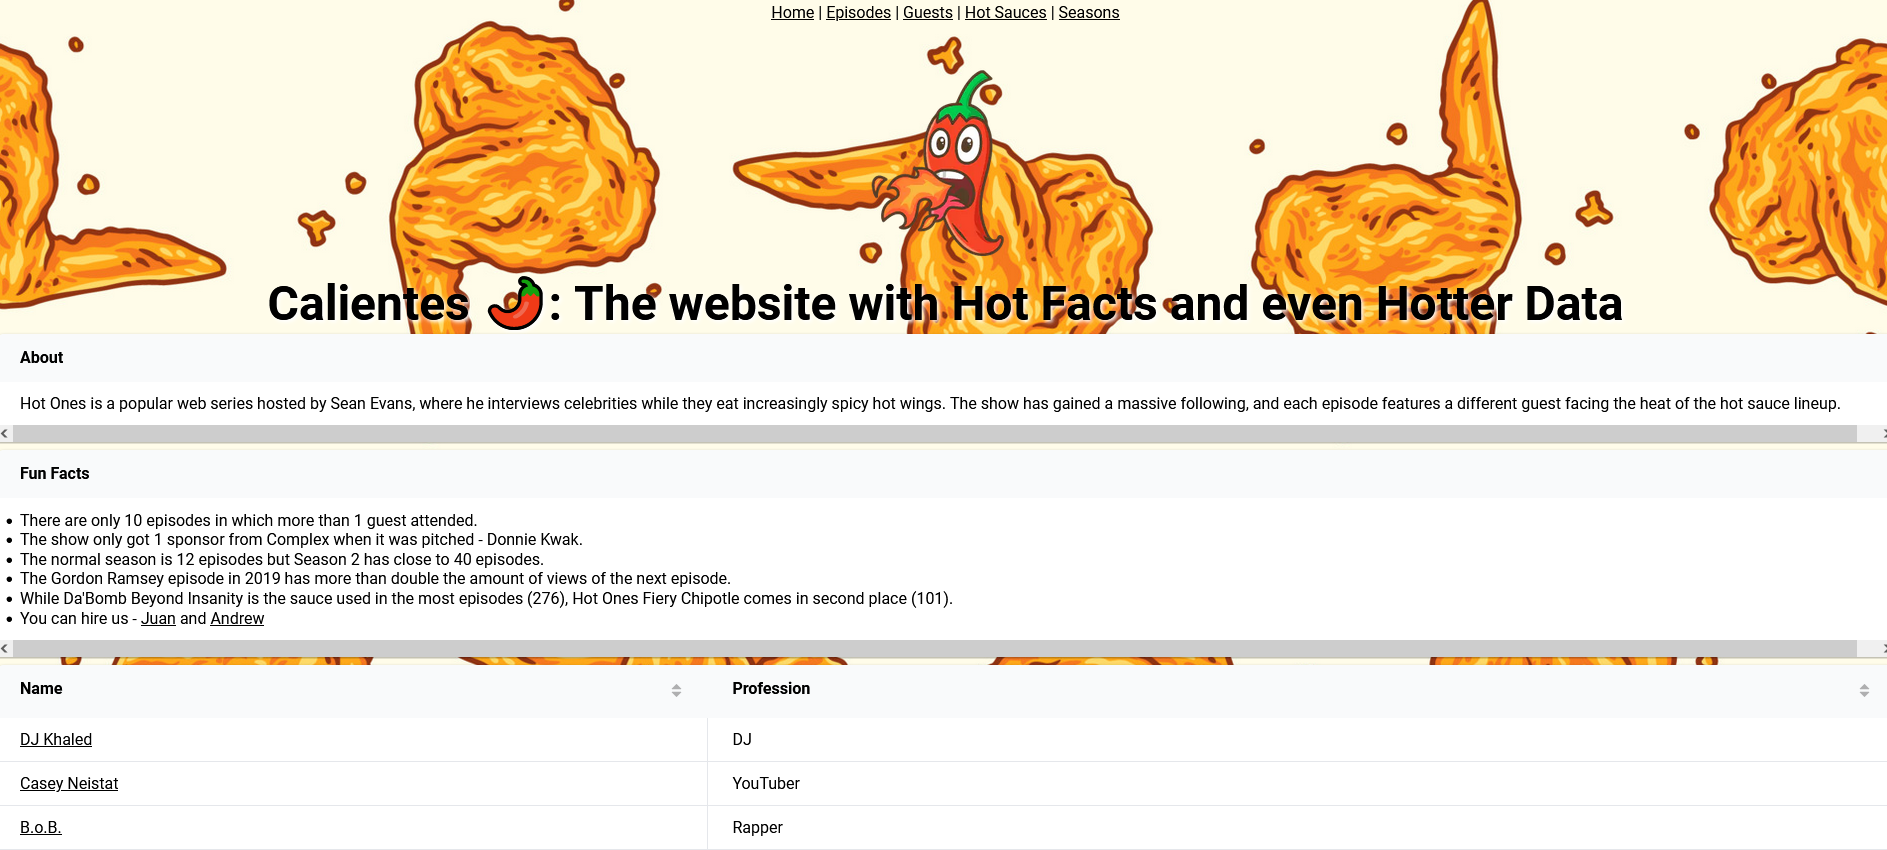 Home | Episodes | Guests | Hot Sauces | Seasons
Calientes 🌶: The website with Hot Facts and even Hotter Data
About
Hot Ones is a popular web series hosted by Sean Evans, where he interviews celebrities while they eat increasingly spicy hot wings. The show has gained a massive following, and each episode features a different guest facing the heat of the hot sauce lineup.
Fun Facts
• There are only 10 episodes in which more than 1 guest attended.
• The show only got 1 sponsor from Complex when it was pitched - Donnie Kwak.
• The normal season is 12 episodes but Season 2 has close to 40 episodes.
• The Gordon Ramsey episode in 2019 has more than double the amount of views of the next episode.
• While Da'Bomb Beyond Insanity is the sauce used in the most episodes (276), Hot Ones Fiery Chipotle comes in second place (101).
• You can hire us - Juan and Andrew
Name Profession
DJ Khaled DJ
Casey Neistat YouTuber
B.o.B. Rapper